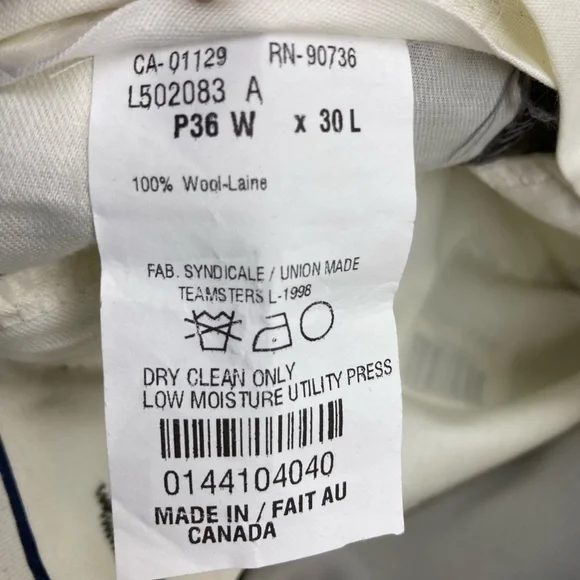 CA-01129 RN-90736
L502083 A
P36 W x 30 L
100% Wool-Laine
FAB. SYNDICALE / UNION MADE
TEAMSTERS L-1998
DRY CLEAN ONLY
LOW MOISTURE UTILITY PRESS
0144104040
MADE IN / FAIT AU
CANADA